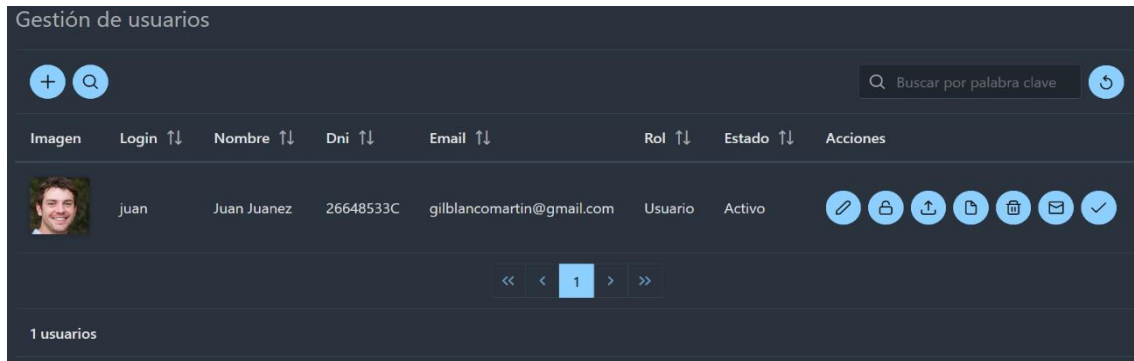 Gestión de usuarios
Buscar por palabra clave
Imagen Login Nombre Dni Email Rol Estado Acciones
juan Juan Juanez 26648533C gilblancomartin@gmail.com Usuario Activo
« ‹ 1 › »
1 usuarios